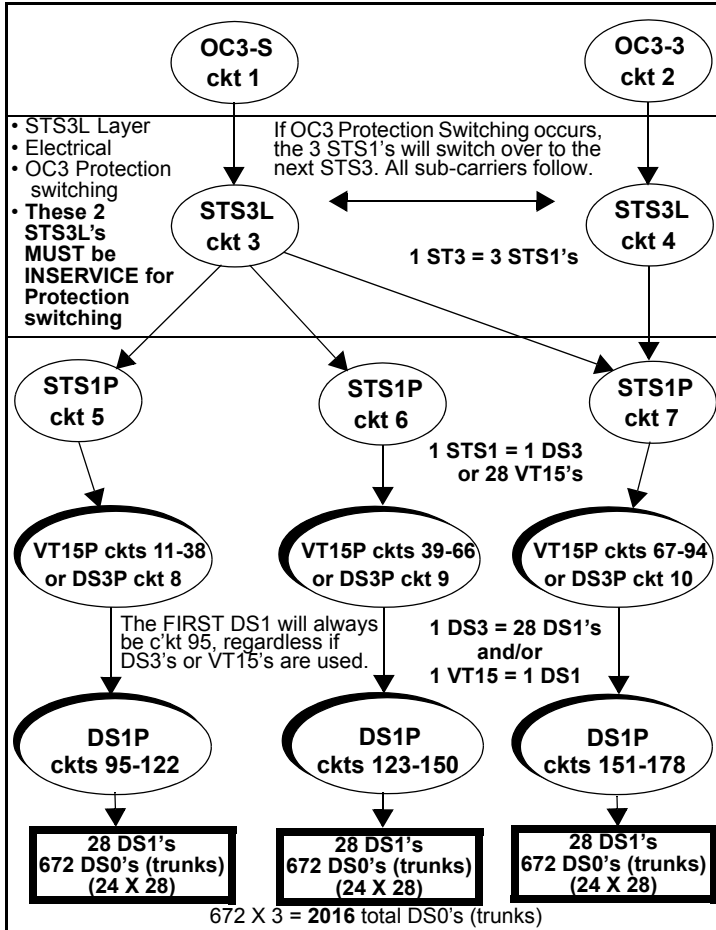 OC3-S
ckt 1
OC3-3
ckt 2
• STS3L Layer
• Electrical
• OC3 Protection
switching
• These 2
STS3L's
MUST be
INSERVICE for
Protection
switching
If OC3 Protection Switching occurs,
the 3 STS1's will switch over to the
next STS3. All sub-carriers follow.
STS3L
ckt 3
STS3L
ckt 4
1 ST3 = 3 STS1's
STS1P
ckt 5
STS1P
ckt 6
STS1P
ckt 7
1 STS1 = 1 DS3
or 28 VT15's
VT15P ckts 11-38
or DS3P ckt 8
VT15P ckts 39-66
or DS3P ckt 9
VT15P ckts 67-94
or DS3P ckt 10
The FIRST DS1 will always
be c'kt 95, regardless if
DS3's or VT15's are used.
1 DS3 = 28 DS1's
and/or
1 VT15 = 1 DS1
DS1P
ckts 95-122
DS1P
ckts 123-150
DS1P
ckts 151-178
28 DS1's
672 DS0's (trunks)
(24 X 28)
28 DS1's
672 DS0's (trunks)
(24 X 28)
28 DS1's
672 DS0's (trunks)
(24 X 28)
672 X 3 = 2016 total DS0's (trunks)